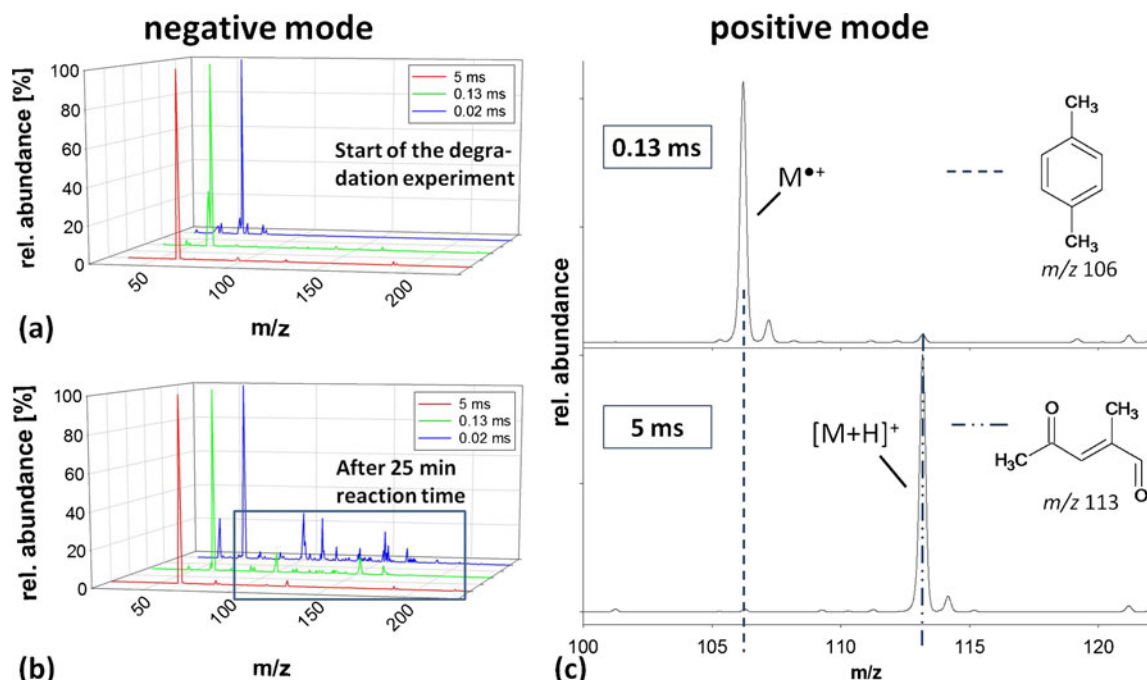 negative mode
rel. abundance [%]
100
80
60
40
20
0
5 ms
0.13 ms
0.02 ms
Start of the degra-
dation experiment
50
100
150
200
m/z
(a)
rel. abundance [%]
100
80
60
40
20
0
5 ms
0.13 ms
0.02 ms
After 25 min
reaction time
50
100
150
200
m/z
(b)
positive mode
rel. abundance
0.13 ms
M●+
CH3
CH3
m/z 106
5 ms
[M+H]+
O
CH3
H3C
O
m/z 113
100
105
110
115
120
m/z
(c)